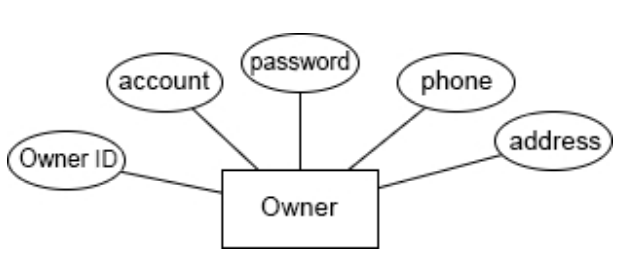 password
account
phone
address
Owner ID
Owner